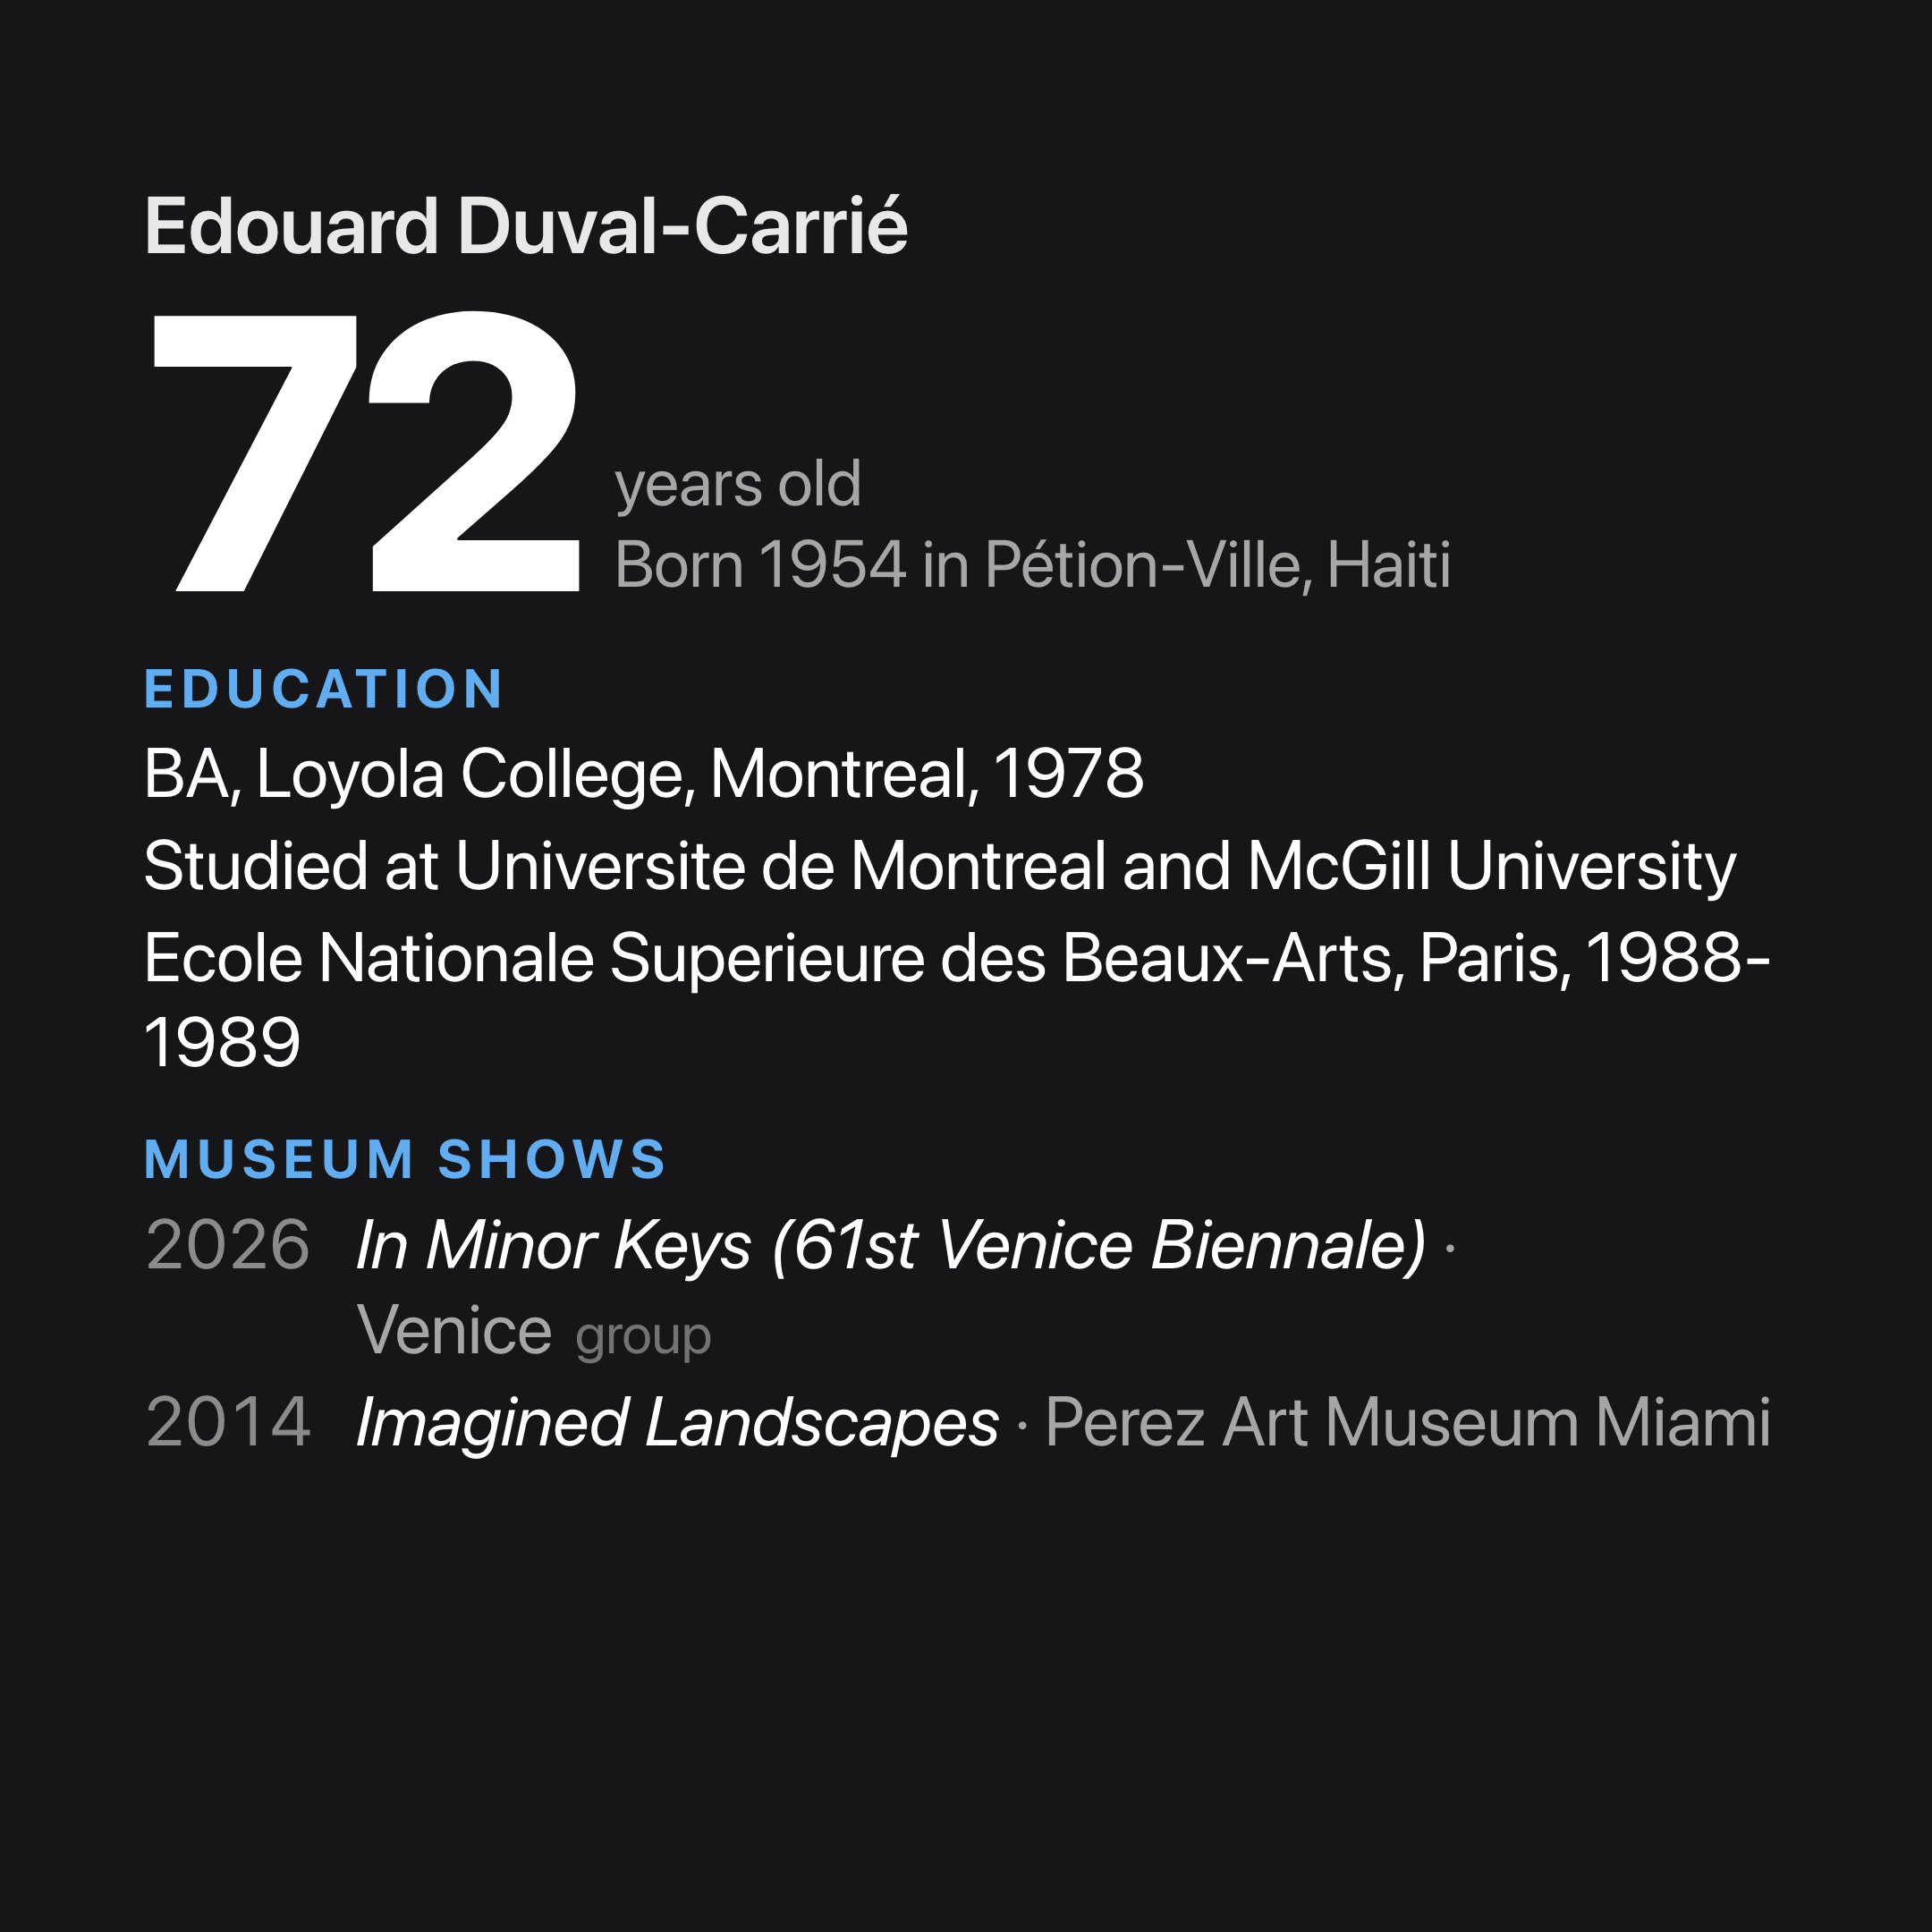 Edouard Duval-Carrié
72
years old
Born 1954 in Pétion-Ville, Haiti
EDUCATION
BA, Loyola College, Montreal, 1978
Studied at Universite de Montreal and McGill University
Ecole Nationale Superieure des Beaux-Arts, Paris, 1988-
1989
MUSEUM SHOWS
2026 In Minor Keys (61st Venice Biennale) ·
Venice group
2014 Imagined Landscapes · Perez Art Museum Miami